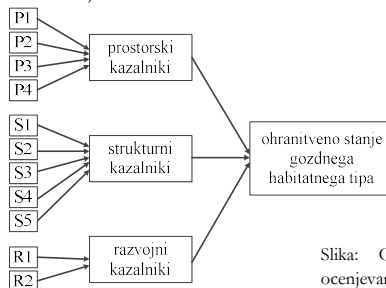 P1
P2
P3
P4
prostorski
kazalniki
S1
S2
S3
S4
S5
strukturni
kazalniki
ohranitveno stanje
gozdnega
habitatnega tipa
R1
R2
razvojni
kazalniki
Slika: